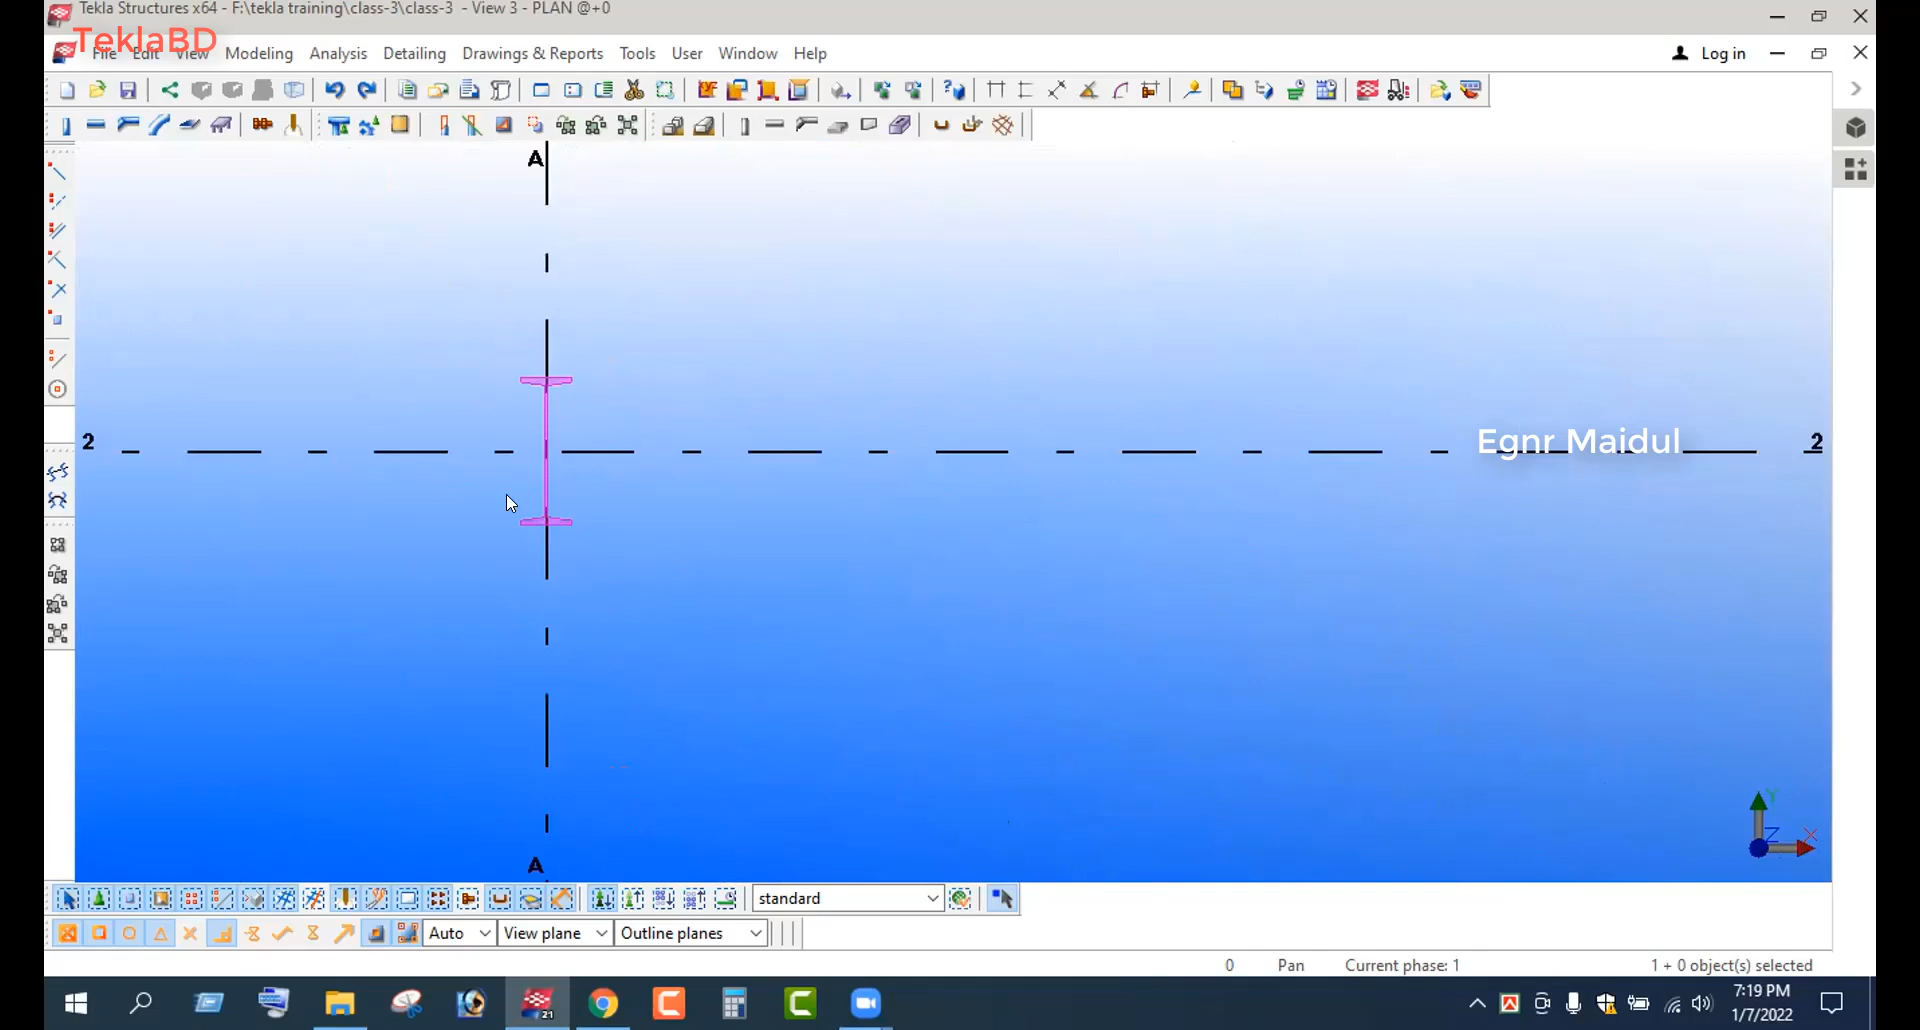 Tekla Structures x64 - F:\tekla training\class-3\class-3 - View 3 - PLAN @+0
TeklaBD
File Edit View Modeling Analysis Detailing Drawings & Reports Tools User Window Help Log in
A
2 Egnr Maidul 2
Y
Z X
A
standard
Auto View plane Outline planes
0 Pan Current phase: 1 1 + 0 object(s) selected
21
7:19 PM
1/7/2022